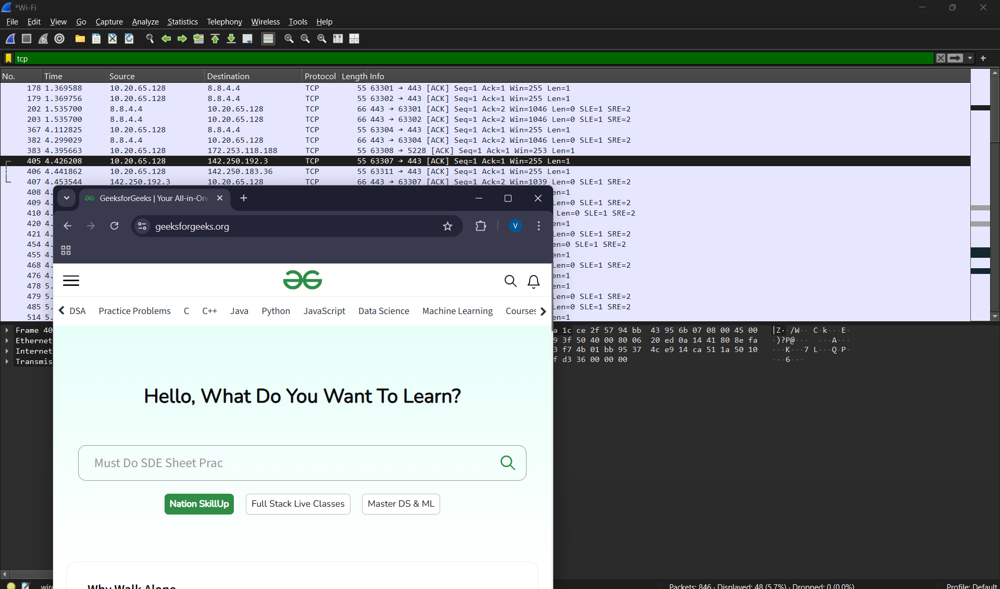 *Wi-Fi
File Edit View Go Capture Analyze Statistics Telephony Wireless Tools Help
tcp
No. Time Source Destination Protocol Length Info
178 1.369588 10.20.65.128 8.8.4.4 TCP 55 63301 → 443 [ACK] Seq=1 Ack=1 Win=255 Len=1
179 1.369756 10.20.65.128 8.8.4.4 TCP 55 63302 → 443 [ACK] Seq=1 Ack=1 Win=255 Len=1
202 1.535700 8.8.4.4 10.20.65.128 TCP 66 443 → 63301 [ACK] Seq=1 Ack=2 Win=1046 Len=0 SLE=1 SRE=2
203 1.535700 8.8.4.4 10.20.65.128 TCP 66 443 → 63302 [ACK] Seq=1 Ack=2 Win=1046 Len=0 SLE=1 SRE=2
367 4.112825 10.20.65.128 8.8.4.4 TCP 55 63304 → 443 [ACK] Seq=1 Ack=1 Win=255 Len=1
382 4.299029 8.8.4.4 10.20.65.128 TCP 66 443 → 63304 [ACK] Seq=1 Ack=2 Win=1046 Len=0 SLE=1 SRE=2
383 4.395663 10.20.65.128 172.253.118.188 TCP 55 63308 → 5228 [ACK] Seq=1 Ack=1 Win=253 Len=1
405 4.426208 10.20.65.128 142.250.192.3 TCP 55 63307 → 443 [ACK] Seq=1 Ack=1 Win=255 Len=1
406 4.441862 10.20.65.128 142.250.183.36 TCP 55 63311 → 443 [ACK] Seq=1 Ack=1 Win=255 Len=1
407 4.453544 142.250.192.3 10.20.65.128 TCP 66 443 → 63307 [ACK] Seq=1 Ack=2 Win=1039 Len=0 SLE=1 SRE=2
408 4. en=1
409 4. Len=0 SLE=1 SRE=2
410 4. Len=0 SLE=1 SRE=2
420 4. en=1
421 4. Len=0 SLE=1 SRE=2
454 4. en=0 SLE=1 SRE=2
455 4. en=1
468 4. Len=0 SLE=1 SRE=2
476 4. en=1
478 5. en=1
479 5. Len=0 SLE=1 SRE=2
485 5. Len=0 SLE=1 SRE=2
514 5. en=1
GeeksforGeeks | Your All-in-One
geeksforgeeks.org
V
DSA Practice Problems C C++ Java Python JavaScript Data Science Machine Learning Courses
Hello, What Do You Want To Learn?
Must Do SDE Sheet Prac
Nation SkillUp Full Stack Live Classes Master DS & ML
Why Walk Alone
Frame 40
Ethernet
Internet
Transmis
a 1c ce 2f 57 94 bb 43 95 6b 07 08 00 45 00 |Z· ·/W·· C·k···E·
9 3f 50 40 00 80 06 20 ed 0a 14 41 80 8e fa ·)?P@··· ···A···
3 f7 4b 01 bb 95 37 4c e9 14 ca 51 1a 50 10 ···K···7 L···Q·P·
f d3 36 00 00 00 ···6···
wire
Packets: 846 · Displayed: 48 (5.7%) · Dropped: 0 (0.0%) Profile: Default